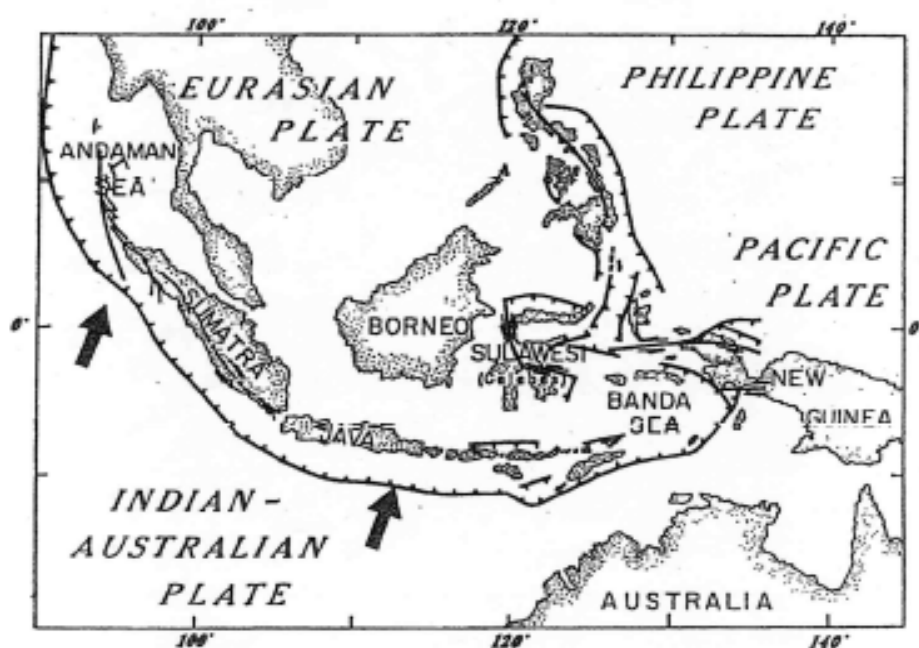 100°
120°
140°
EURASIAN
PLATE
PHILIPPINE
PLATE
ANDAMAN
SEA
PACIFIC
PLATE
0°
0°
SUMATRA
BORNEO
SULAWESI
(Celebes)
NEW
GUINEA
BANDA
SEA
JAVA
INDIAN-
AUSTRALIAN
PLATE
AUSTRALIA
100°
120°
140°